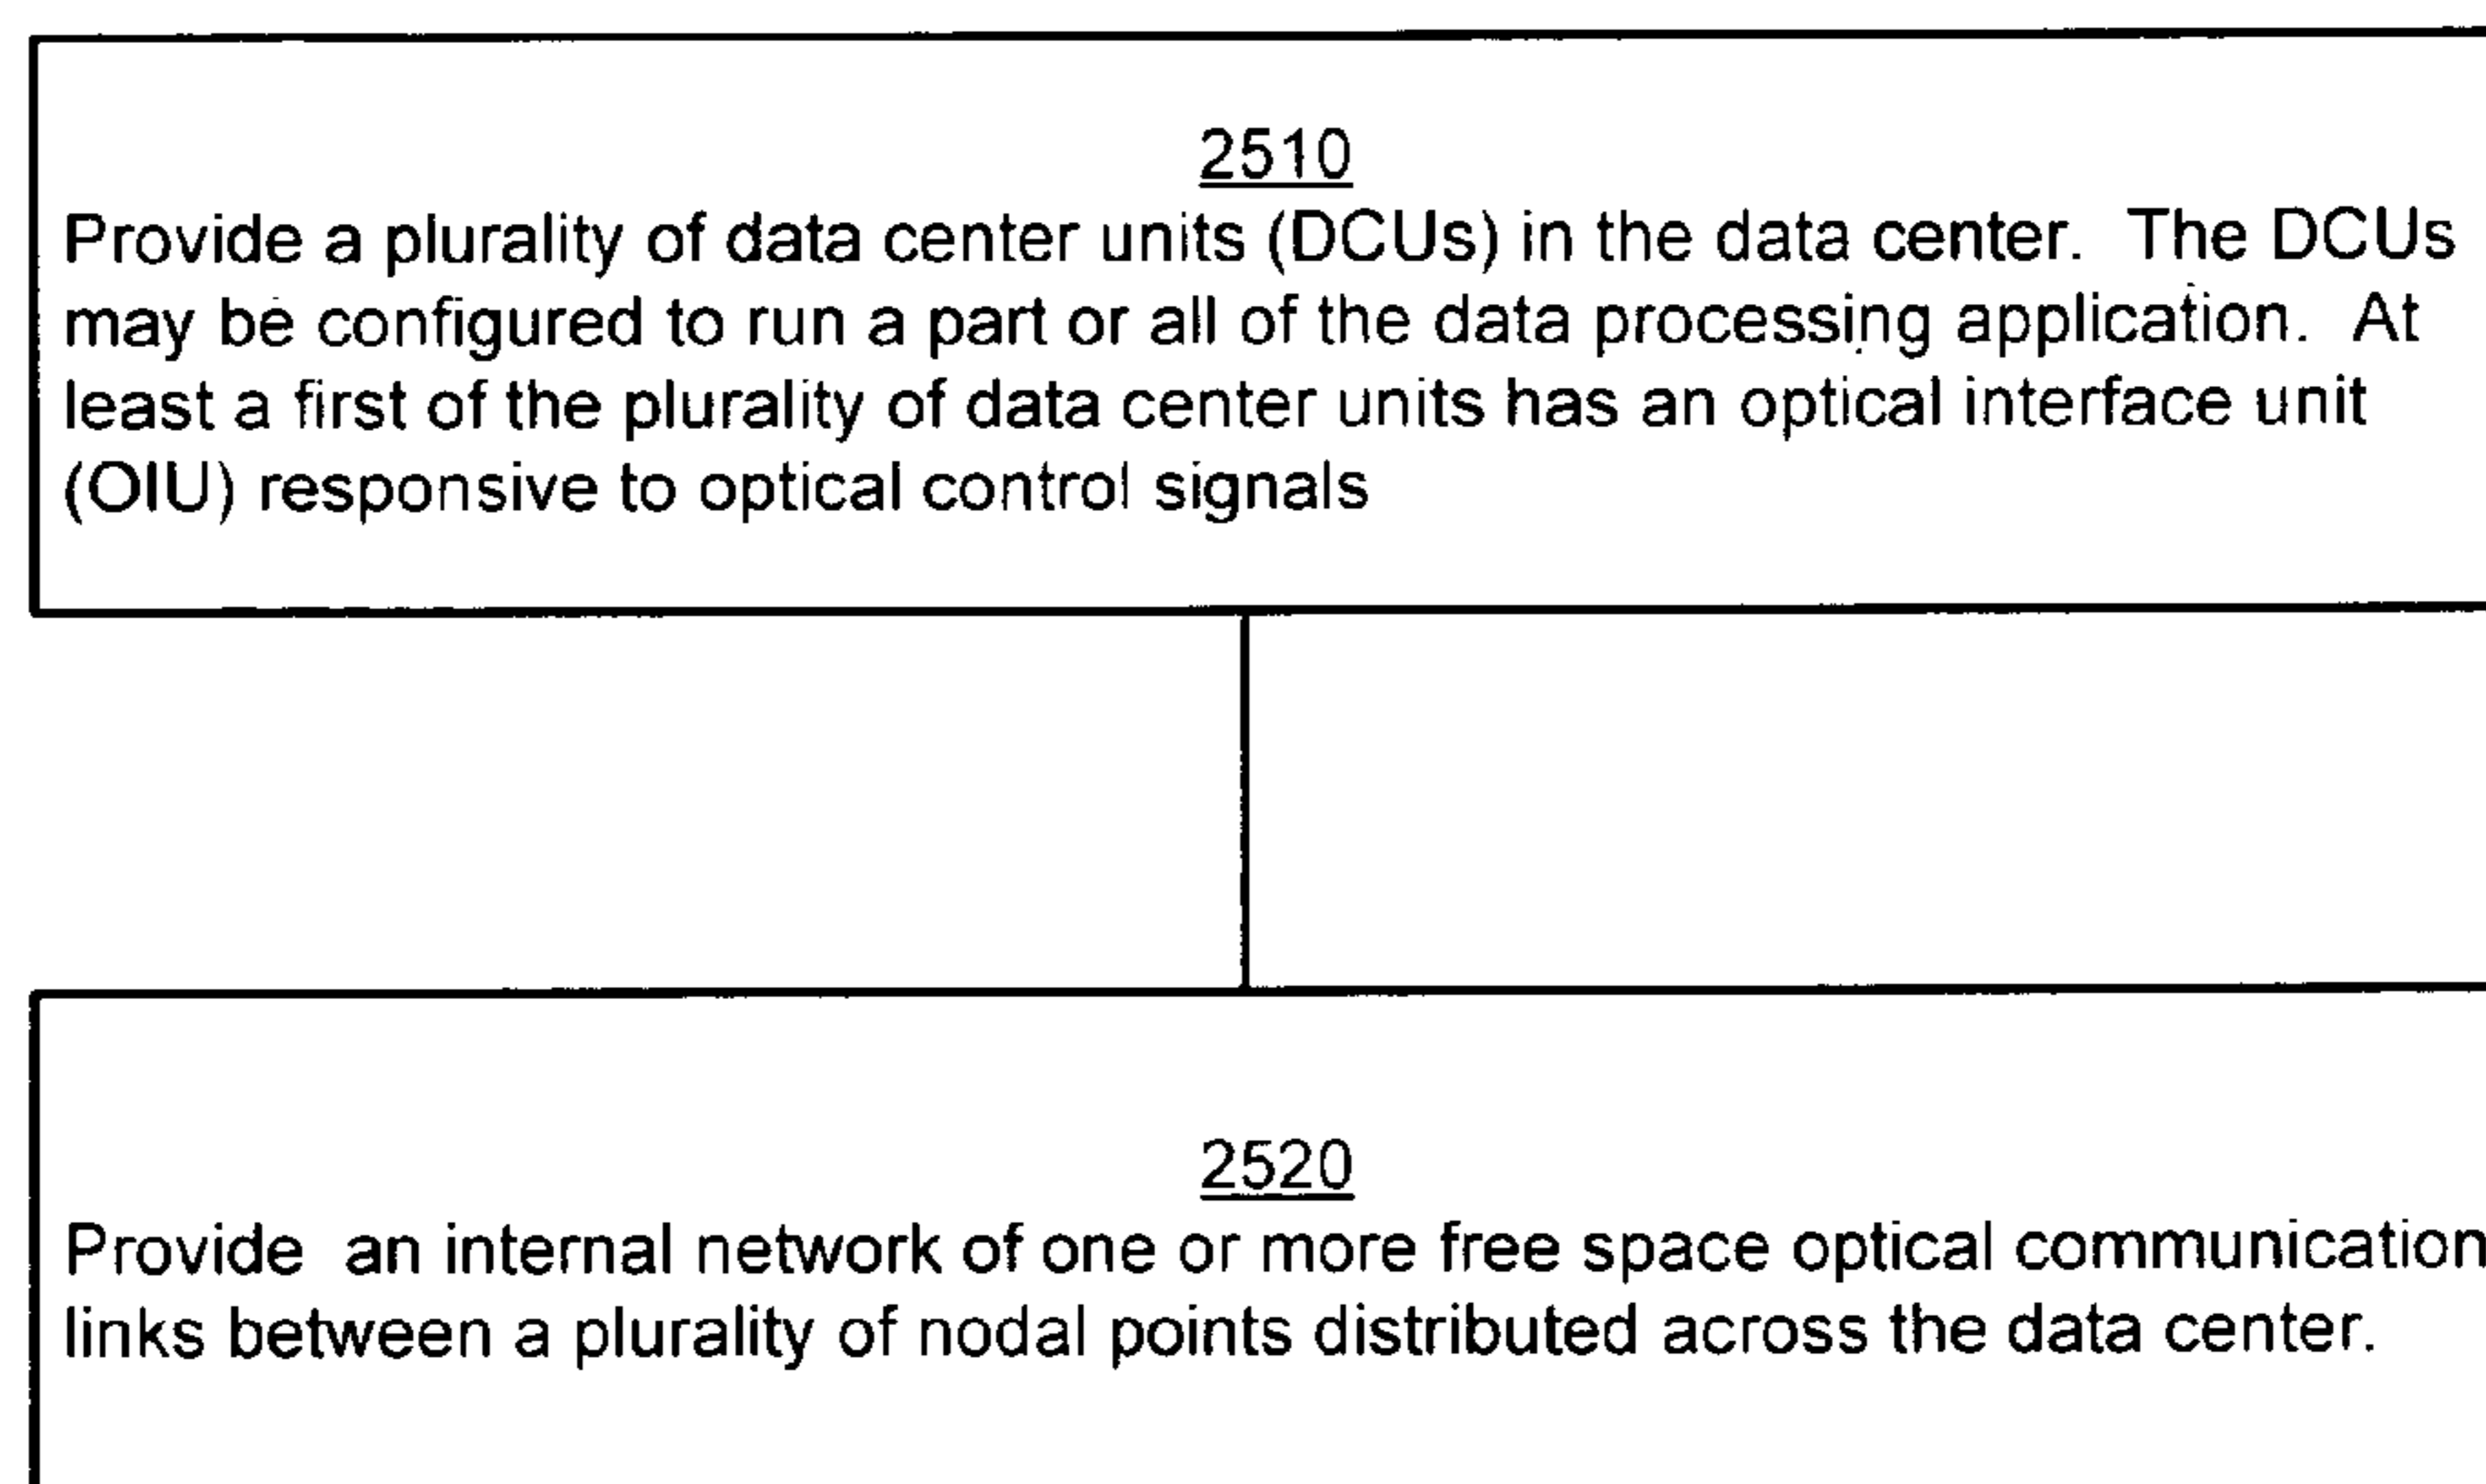 2510
Provide a plurality of data center units (DCUs) in the data center. The DCUs
may be configured to run a part or all of the data processing application. At
least a first of the plurality of data center units has an optical interface unit
(OIU) responsive to optical control signals
2520
Provide an internal network of one or more free space optical communication
links between a plurality of nodal points distributed across the data center.